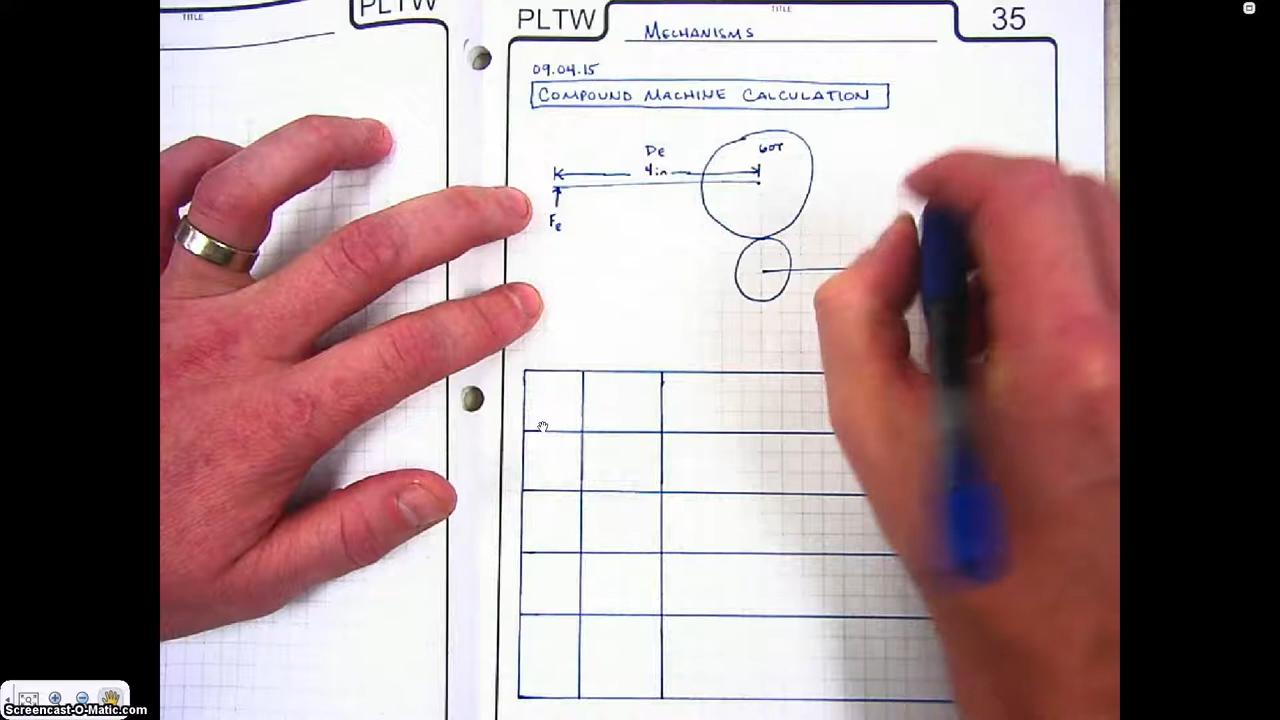 TITLE
PLTW
TITLE
PLTW
35
MECHANISMS
09.04.15
COMPOUND MACHINE CALCULATION
De
4in
60T
Fe
Screencast-O-Matic.com